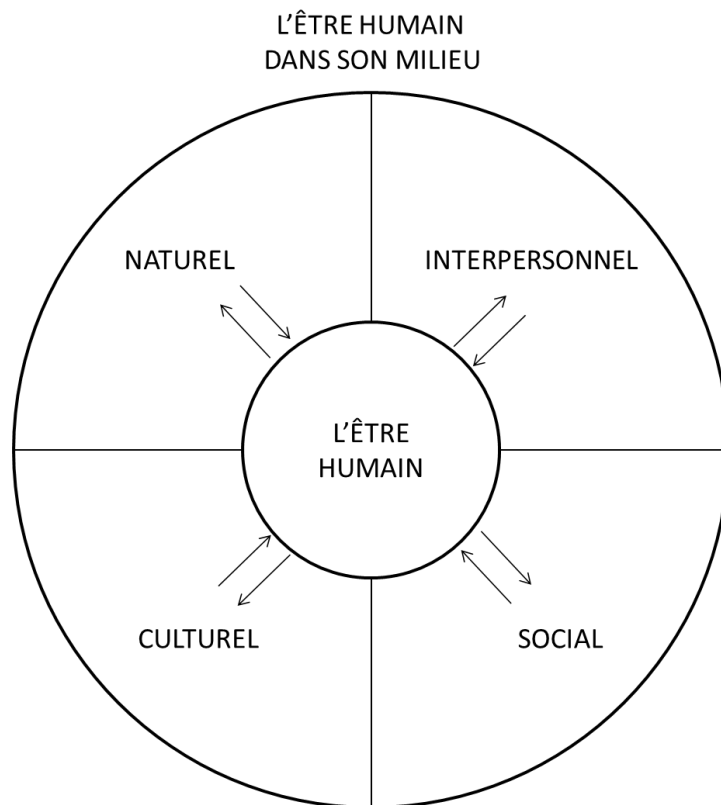 L'ÊTRE HUMAIN
DANS SON MILIEU
NATUREL
INTERPERSONNEL
L'ÊTRE
HUMAIN
CULTUREL
SOCIAL